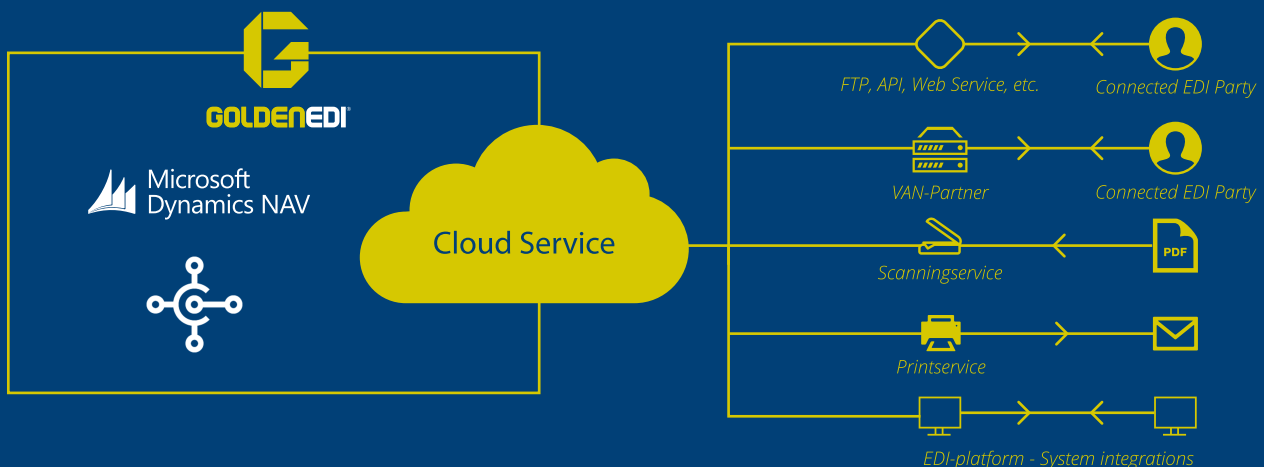 GOLDENEDI®
Microsoft
Dynamics NAV
Cloud Service
FTP, API, Web Service, etc.
Connected EDI Party
VAN-Partner
Connected EDI Party
Scanningservice
PDF
Printservice
EDI-platform - System integrations